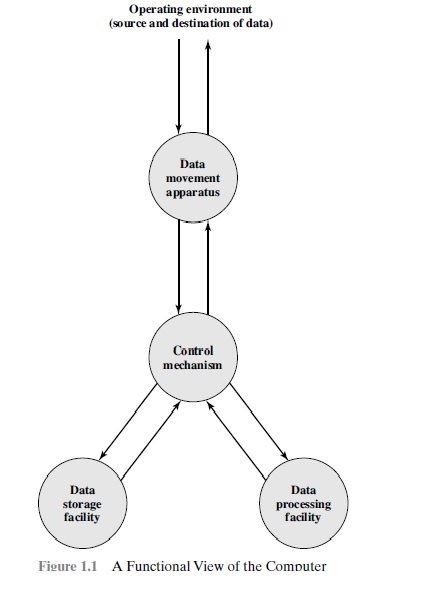 Operating environment
(source and destination of data)
Data
movement
apparatus
Control
mechanism
Data
storage
facility
Data
processing
facility
Figure 1.1 A Functional View of the Computer